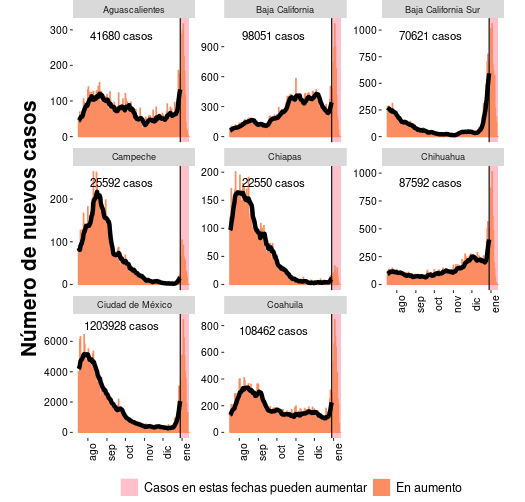 Aguascalientes
Baja California
Baja California Sur
41680 casos
98051 casos
70621 casos
300
200
100
0
900
600
300
0
1000
750
500
250
0
Campeche
Chiapas
Chihuahua
25592 casos
22550 casos
87592 casos
200
100
0
200
150
100
50
0
1000
750
500
250
0
ago
sep
oct
nov
dic
ene
Ciudad de México
Coahuila
1203928 casos
108462 casos
6000
4000
2000
0
800
600
400
200
0
ago
sep
oct
nov
dic
ene
ago
sep
oct
nov
dic
ene
Número de nuevos casos
Casos en estas fechas pueden aumentar
En aumento